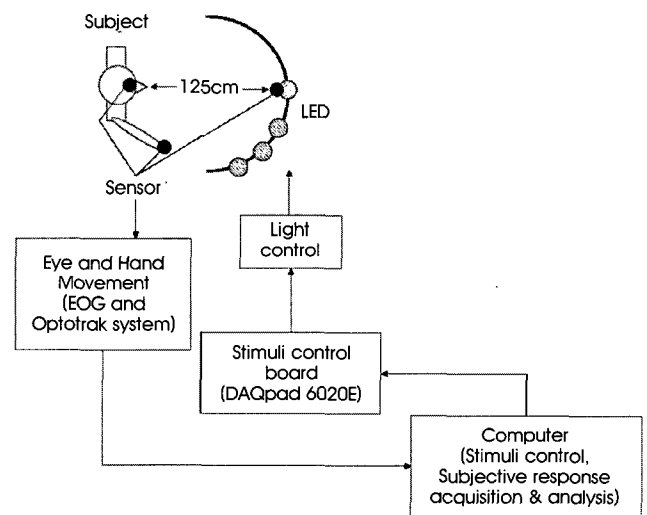 Subject
125cm
LED
Sensor
Light
control
Eye and Hand
Movement
(EOG and
Optotrak system)
Stimuli control
board
(DAQpad 6020E)
Computer
(Stimuli control,
Subjective response
acquisition & analysis)